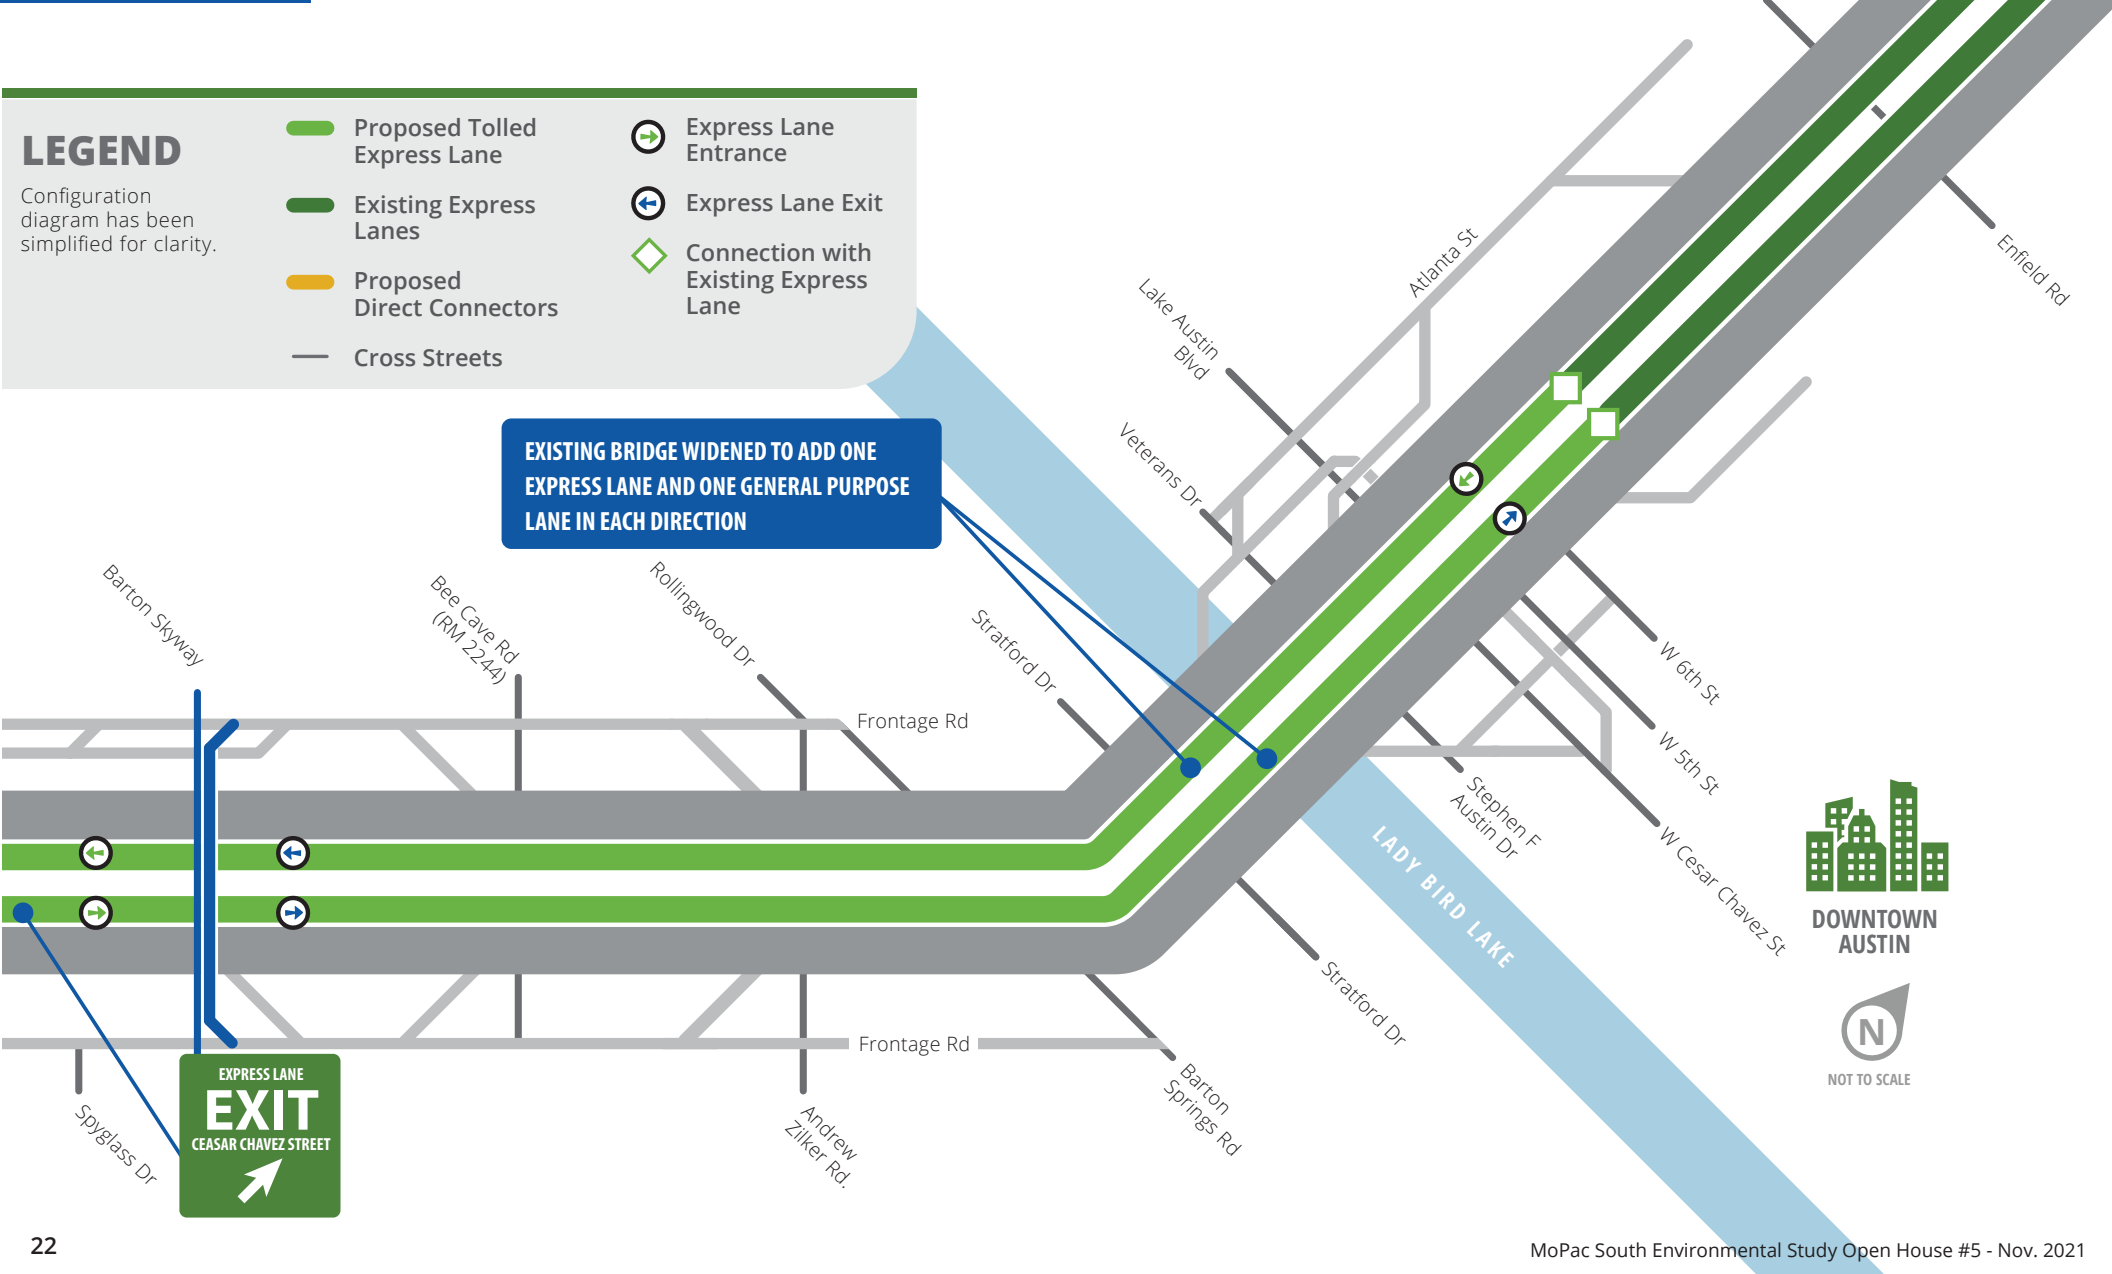 LEGEND
Configuration
diagram has been
simplified for clarity.
Proposed Tolled
Express Lane
Existing Express
Lanes
Proposed
Direct Connectors
Cross Streets
Express Lane
Entrance
Express Lane Exit
Connection with
Existing Express
Lane
EXISTING BRIDGE WIDENED TO ADD ONE
EXPRESS LANE AND ONE GENERAL PURPOSE
LANE IN EACH DIRECTION
Atlanta St
Enfield Rd
Lake Austin
Blvd
Veterans Dr
Barton Skyway
Bee Cave Rd
(RM 2244)
Rollingwood Dr
Stratford Dr
Frontage Rd
W 6th St
W 5th St
Stephen F
Austin Dr
W Cesar Chavez St
LADY BIRD LAKE
DOWNTOWN
AUSTIN
N
NOT TO SCALE
Stratford Dr
Frontage Rd
Barton
Springs Rd
Andrew
Zilker Rd.
Spyglass Dr
EXPRESS LANE
EXIT
CEASAR CHAVEZ STREET
22
MoPac South Environmental Study Open House #5 - Nov. 2021